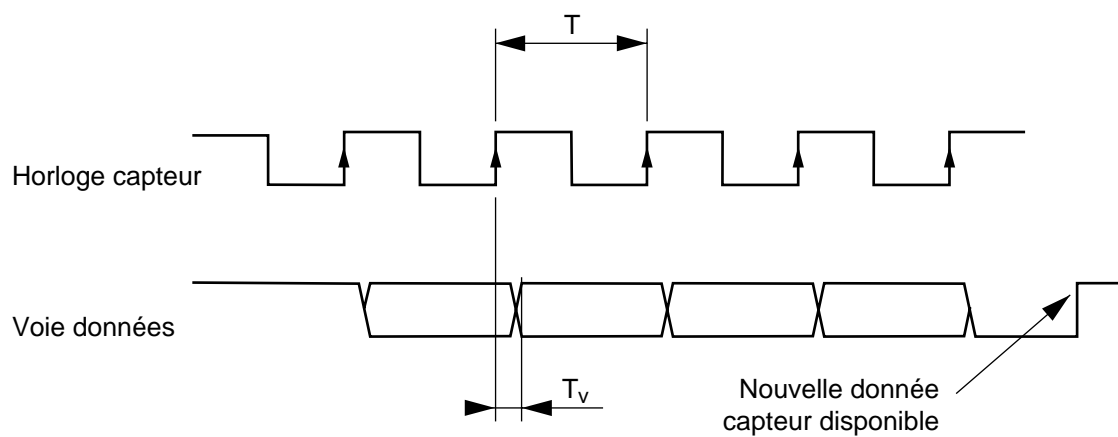 T
Horloge capteur
Voie données
Tv
Nouvelle donnée
capteur disponible